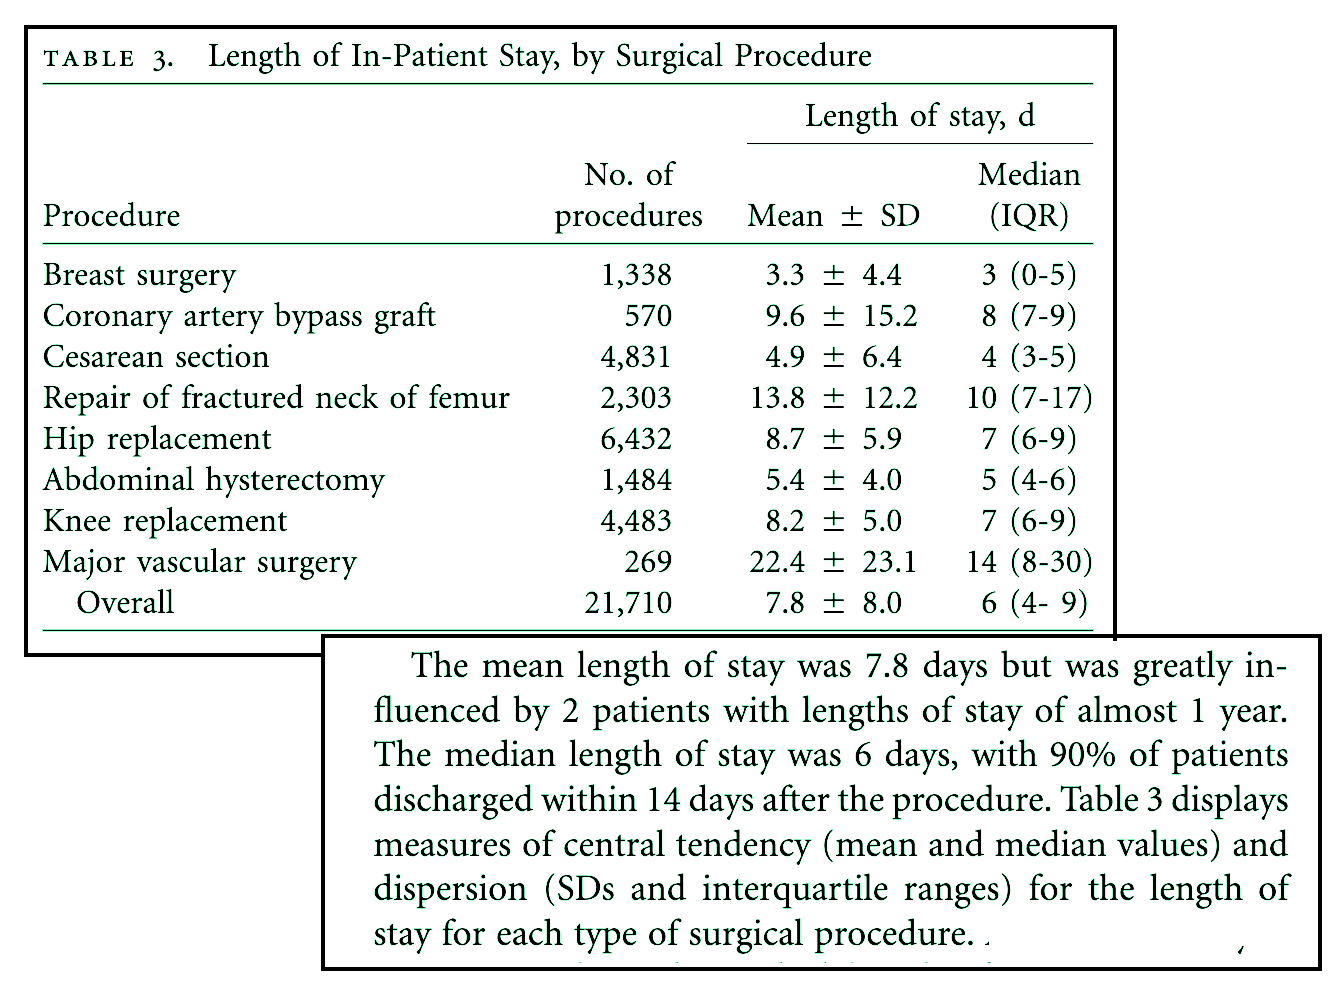 TABLE 3. Length of In-Patient Stay, by Surgical Procedure
Length of stay, d
No. of Median
Procedure procedures Mean ± SD (IQR)
Breast surgery 1,338 3.3 ± 4.4 3 (0-5)
Coronary artery bypass graft 570 9.6 ± 15.2 8 (7-9)
Cesarean section 4,831 4.9 ± 6.4 4 (3-5)
Repair of fractured neck of femur 2,303 13.8 ± 12.2 10 (7-17)
Hip replacement 6,432 8.7 ± 5.9 7 (6-9)
Abdominal hysterectomy 1,484 5.4 ± 4.0 5 (4-6)
Knee replacement 4,483 8.2 ± 5.0 7 (6-9)
Major vascular surgery 269 22.4 ± 23.1 14 (8-30)
Overall 21,710 7.8 ± 8.0 6 (4- 9)
The mean length of stay was 7.8 days but was greatly in-
fluenced by 2 patients with lengths of stay of almost 1 year.
The median length of stay was 6 days, with 90% of patients
discharged within 14 days after the procedure. Table 3 displays
measures of central tendency (mean and median values) and
dispersion (SDs and interquartile ranges) for the length of
stay for each type of surgical procedure.